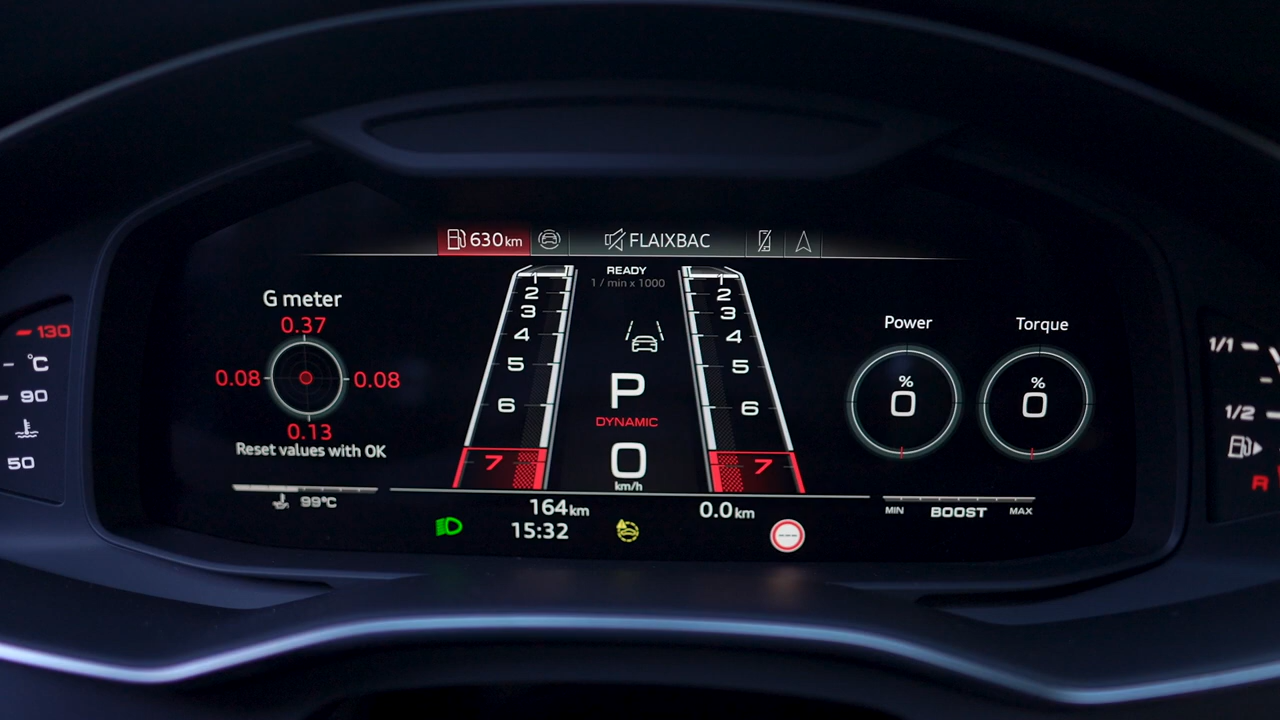 630km
FLAIXBAC
READY
1 / min x 1000
G meter
0.37
0.08
0.08
0.13
Reset values with OK
99°C
130
°C
90
50
1
2
3
4
5
6
7
P
DYNAMIC
0
km/h
1
2
3
4
5
6
7
Power
%
0
Torque
%
0
MIN BOOST MAX
164km
0.0km
15:32
1/1
1/2
R